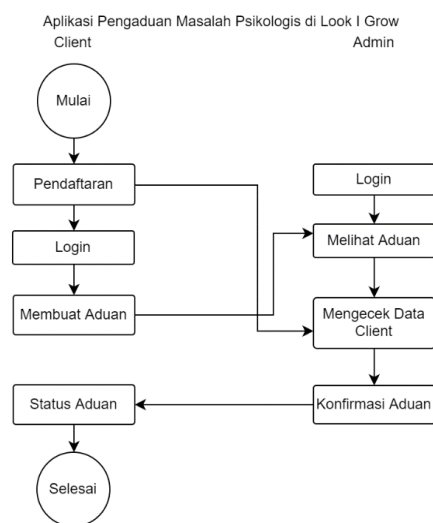 Aplikasi Pengaduan Masalah Psikologis di Look I Grow
Client
Admin
Mulai
Pendaftaran
Login
Membuat Aduan
Status Aduan
Selesai
Login
Melihat Aduan
Mengecek Data
Client
Konfirmasi Aduan